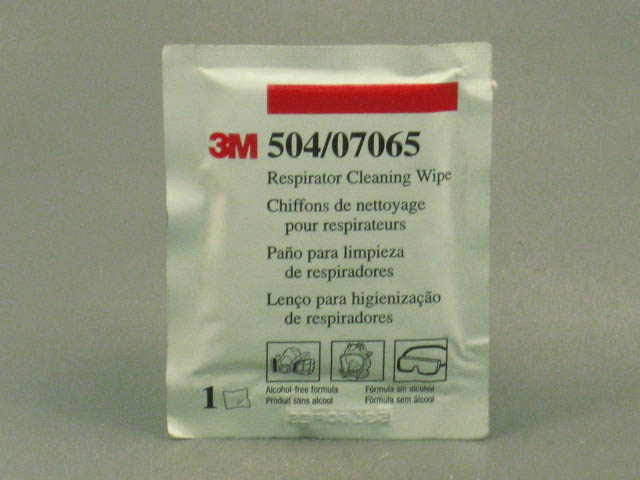 3M 504/07065
Respirator Cleaning Wipe
Chiffons de nettoyage
pour respirateurs
Paño para limpieza
de respiradores
Lenço para higienização
de respiradores
Alcohol-free formula
Fórmula sin alcohol
Produit sans alcool
Fórmula sem álcool
1